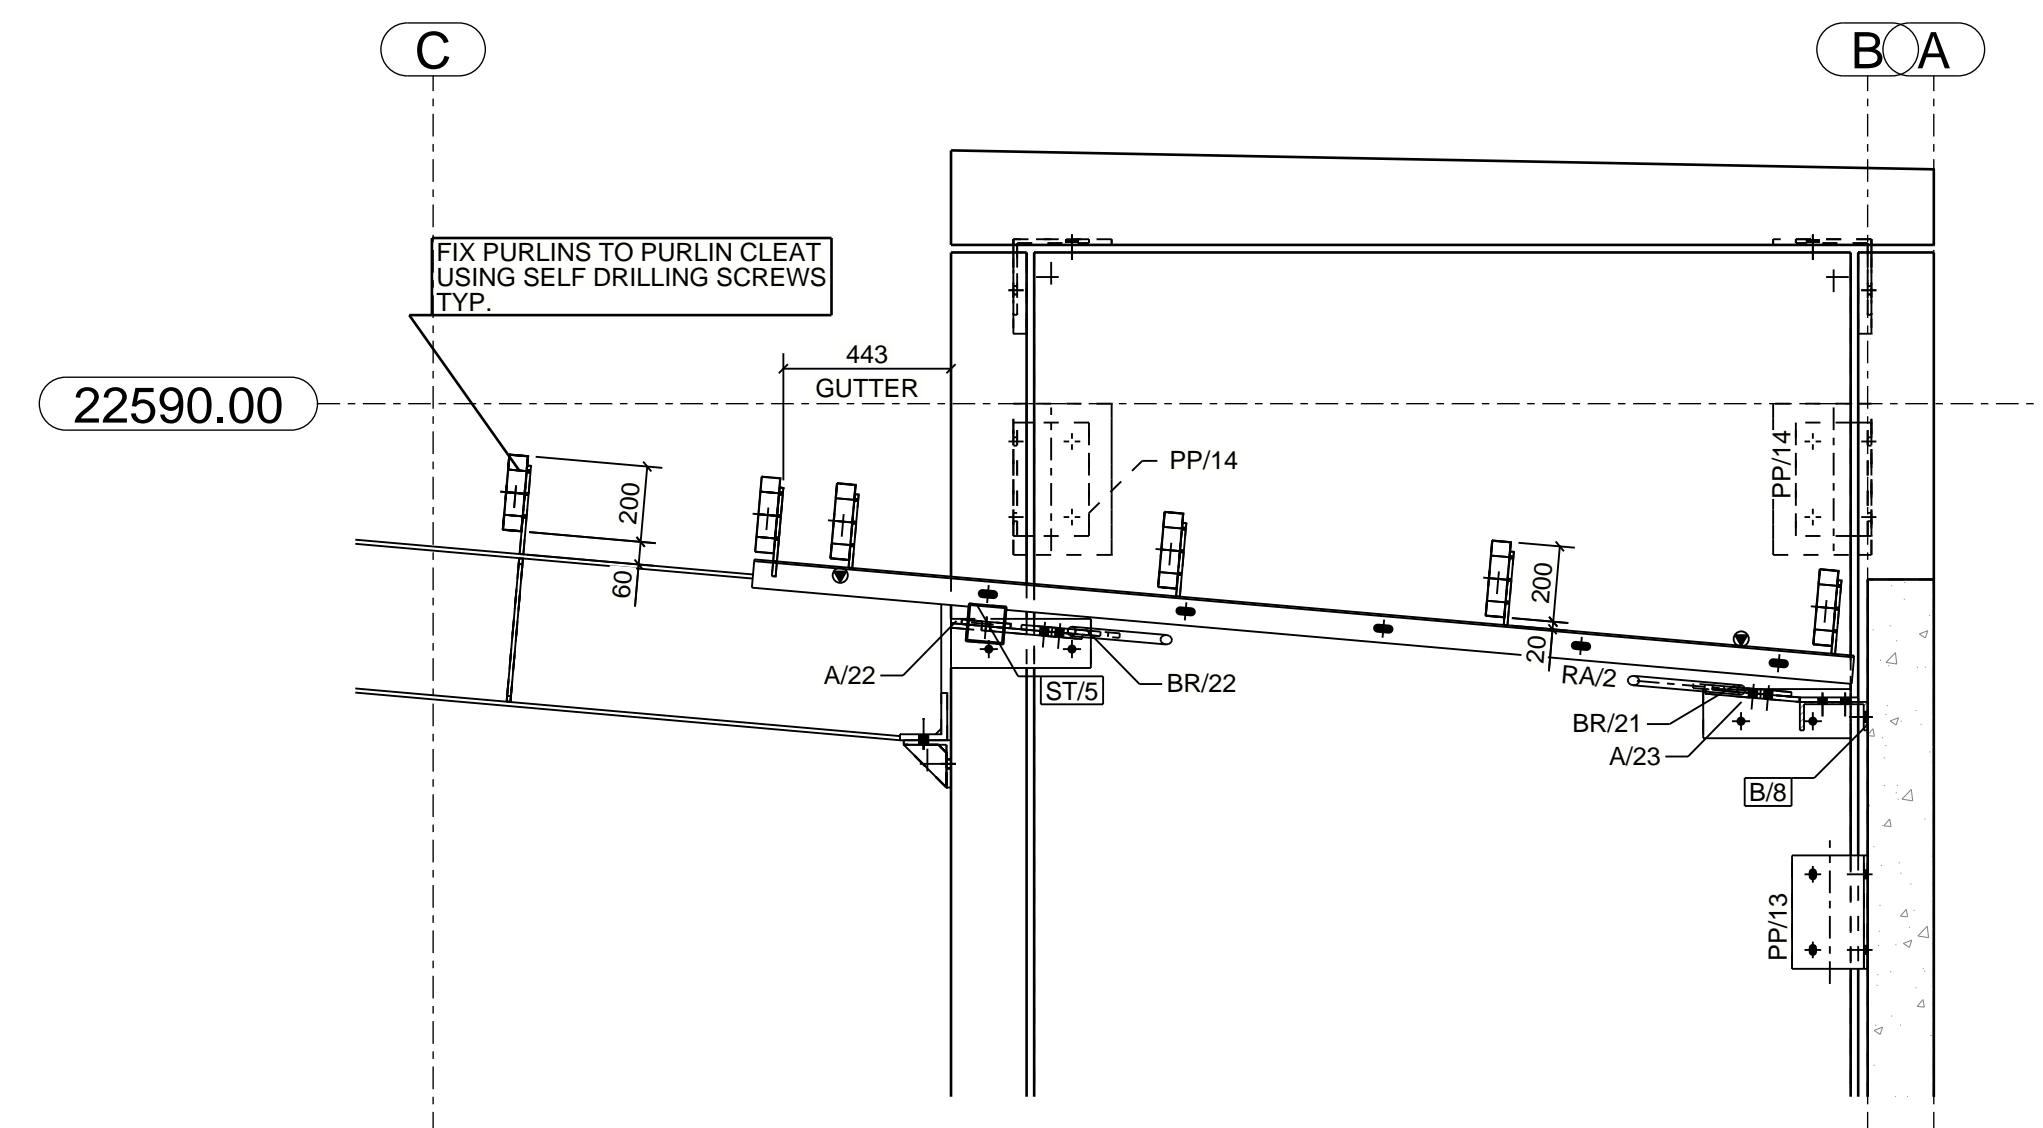 C
B
A
FIX PURLINS TO PURLIN CLEAT
USING SELF DRILLING SCREWS
TYP.
443
GUTTER
22590.00
PP/14
PP/14
200
60
200
20
RA/2
A/22
ST/5
BR/22
BR/21
A/23
B/8
PP/13